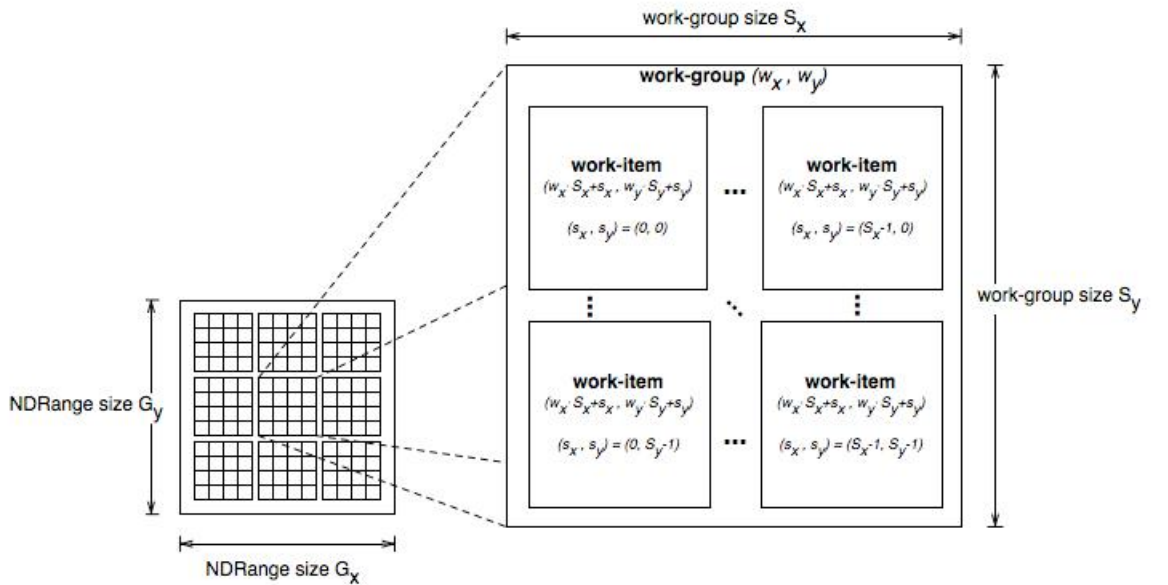 work-group size Sx
work-group (wx , wy)
work-item
(wx· Sx+sx , wy· Sy+sy)
(sx , sy) = (0, 0)
...
work-item
(wx· Sx+sx , wy· Sy+sy)
(sx , sy) = (Sx-1, 0)
work-group size Sy
work-item
(wx· Sx+sx , wy· Sy+sy)
(sx , sy) = (0, Sy-1)
...
work-item
(wx· Sx+sx , wy· Sy+sy)
(sx , sy) = (Sx-1, Sy-1)
NDRange size Gy
NDRange size Gx